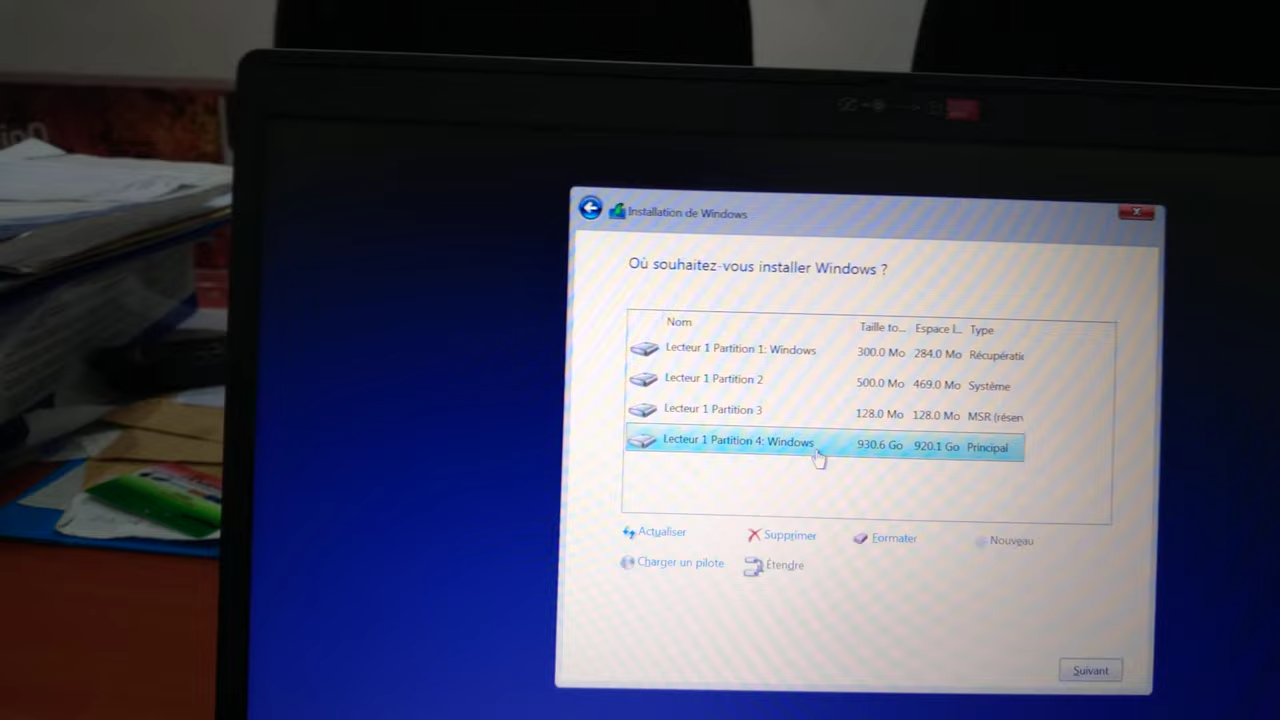 Installation de Windows
Où souhaitez-vous installer Windows ?
Nom Taille to... Espace l... Type
Lecteur 1 Partition 1: Windows 300.0 Mo 284.0 Mo Récupératio
Lecteur 1 Partition 2 500.0 Mo 469.0 Mo Système
Lecteur 1 Partition 3 128.0 Mo 128.0 Mo MSR (réserv
Lecteur 1 Partition 4: Windows 930.6 Go 920.1 Go Principal
Actualiser Supprimer Formater Nouveau
Charger un pilote Étendre
Suivant